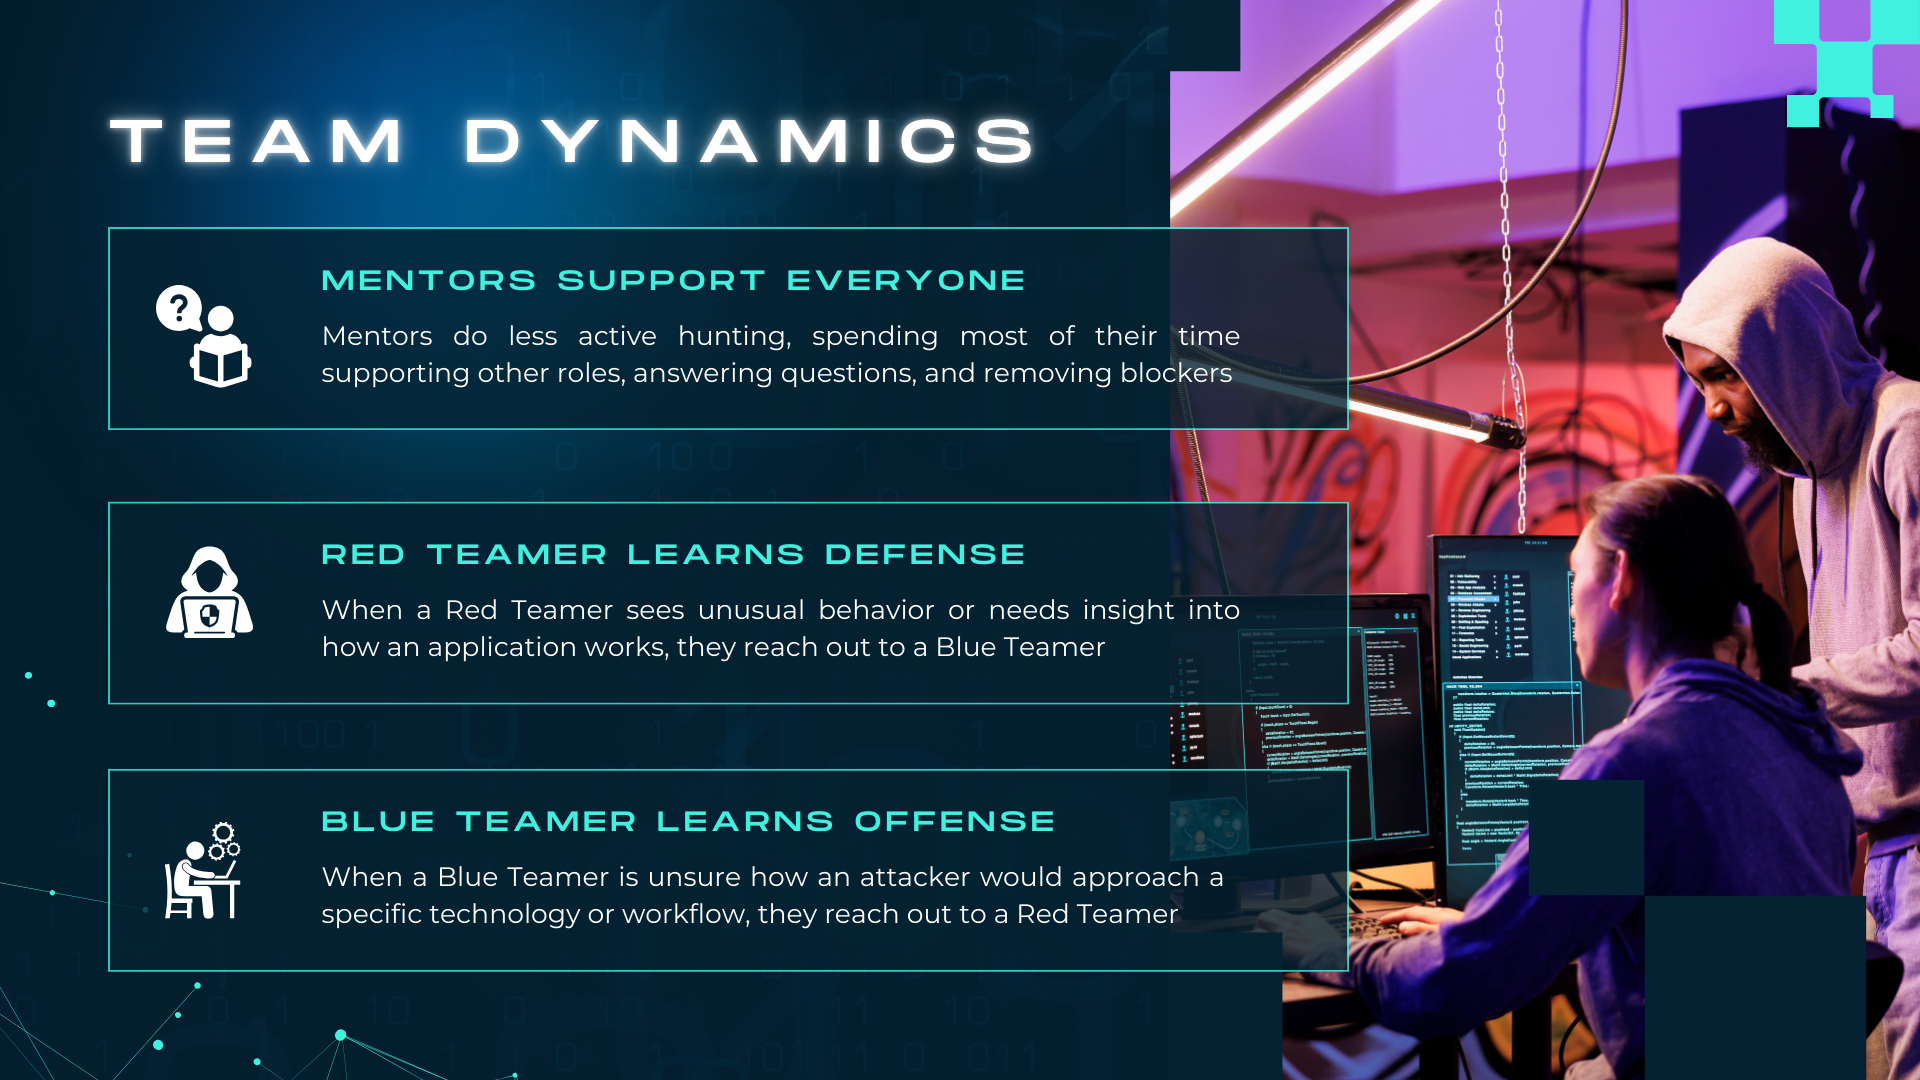 TEAM DYNAMICS
MENTORS SUPPORT EVERYONE
Mentors do less active hunting, spending most of their time
supporting other roles, answering questions, and removing blockers
RED TEAMER LEARNS DEFENSE
When a Red Teamer sees unusual behavior or needs insight into
how an application works, they reach out to a Blue Teamer
BLUE TEAMER LEARNS OFFENSE
When a Blue Teamer is unsure how an attacker would approach a
specific technology or workflow, they reach out to a Red Teamer